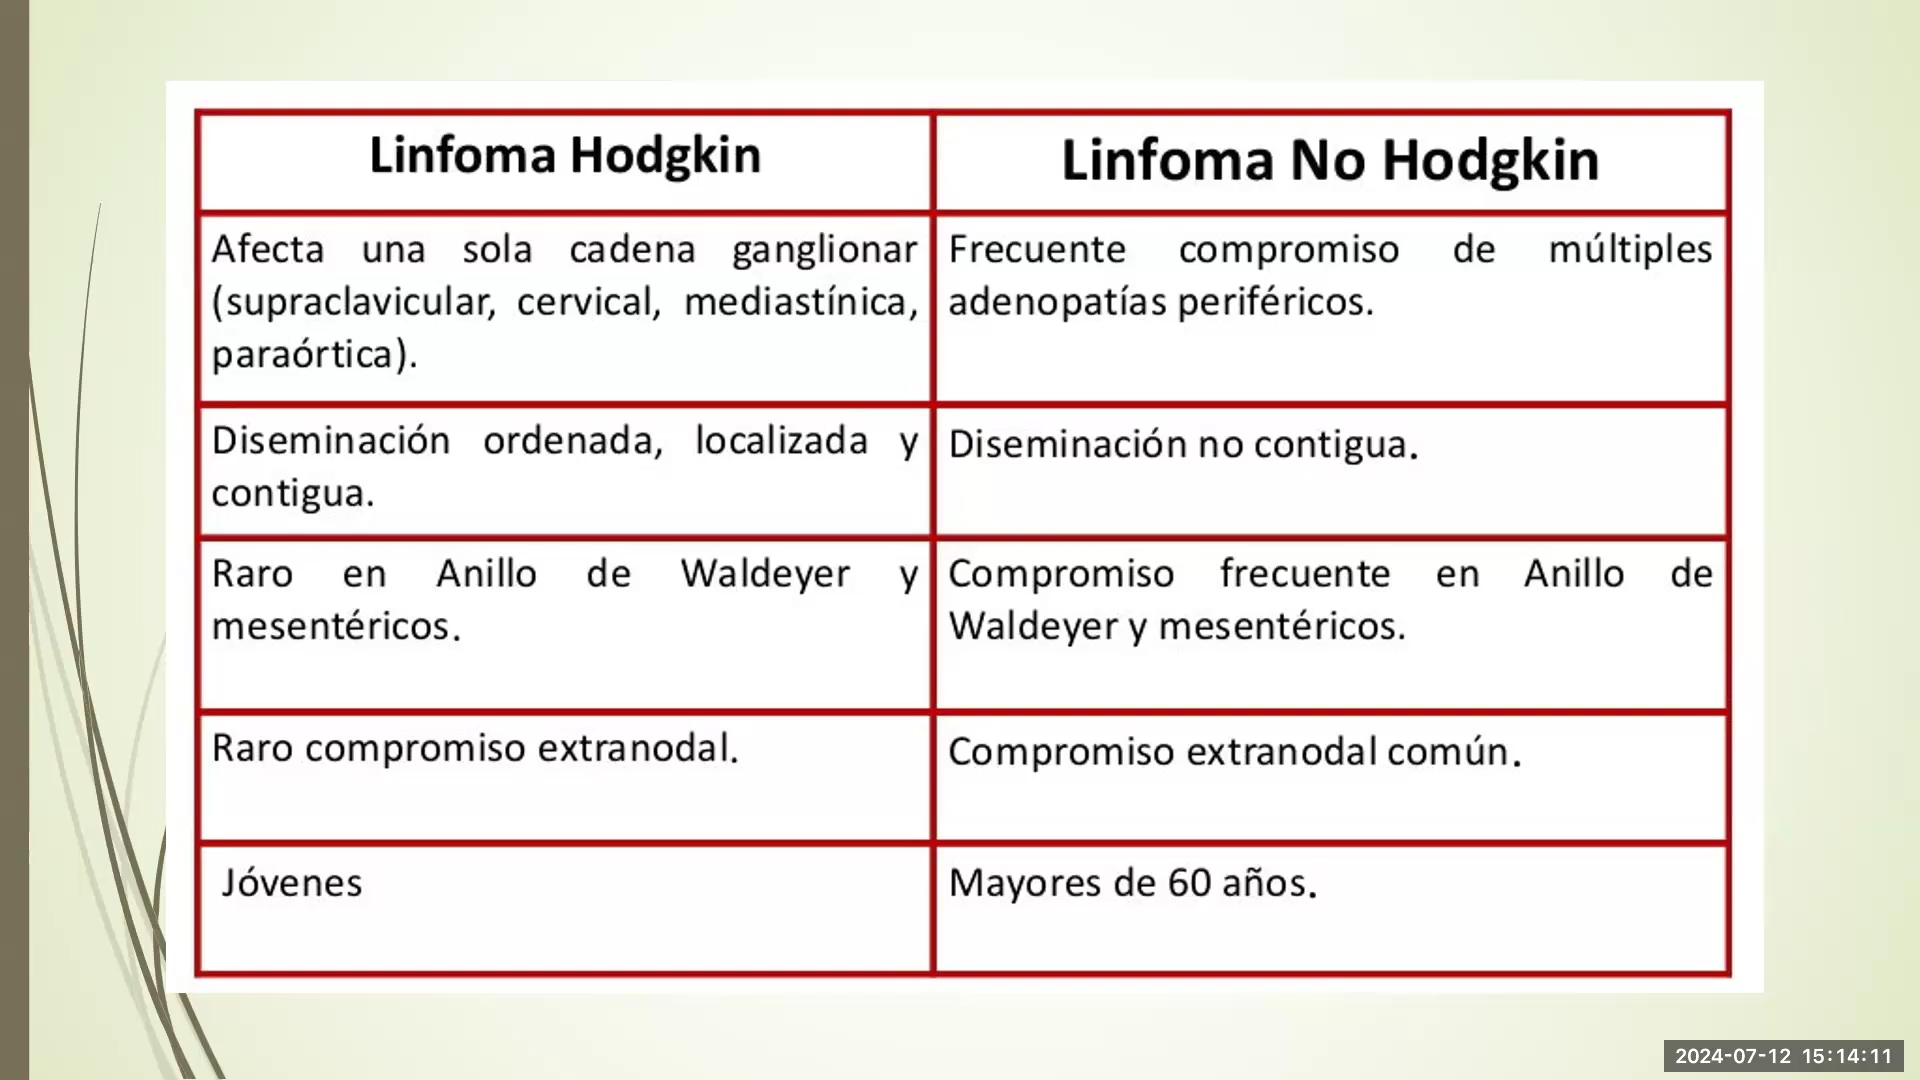 Linfoma Hodgkin
Linfoma No Hodgkin
Afecta una sola cadena ganglionar
(supraclavicular, cervical, mediastínica,
paraórtica).
Frecuente compromiso de múltiples
adenopatías periféricos.
Diseminación ordenada, localizada y
contigua.
Diseminación no contigua.
Raro en Anillo de Waldeyer y
mesentéricos.
Compromiso frecuente en Anillo de
Waldeyer y mesentéricos.
Raro compromiso extranodal.
Compromiso extranodal común.
Jóvenes
Mayores de 60 años.
2024-07-12 15:14:11